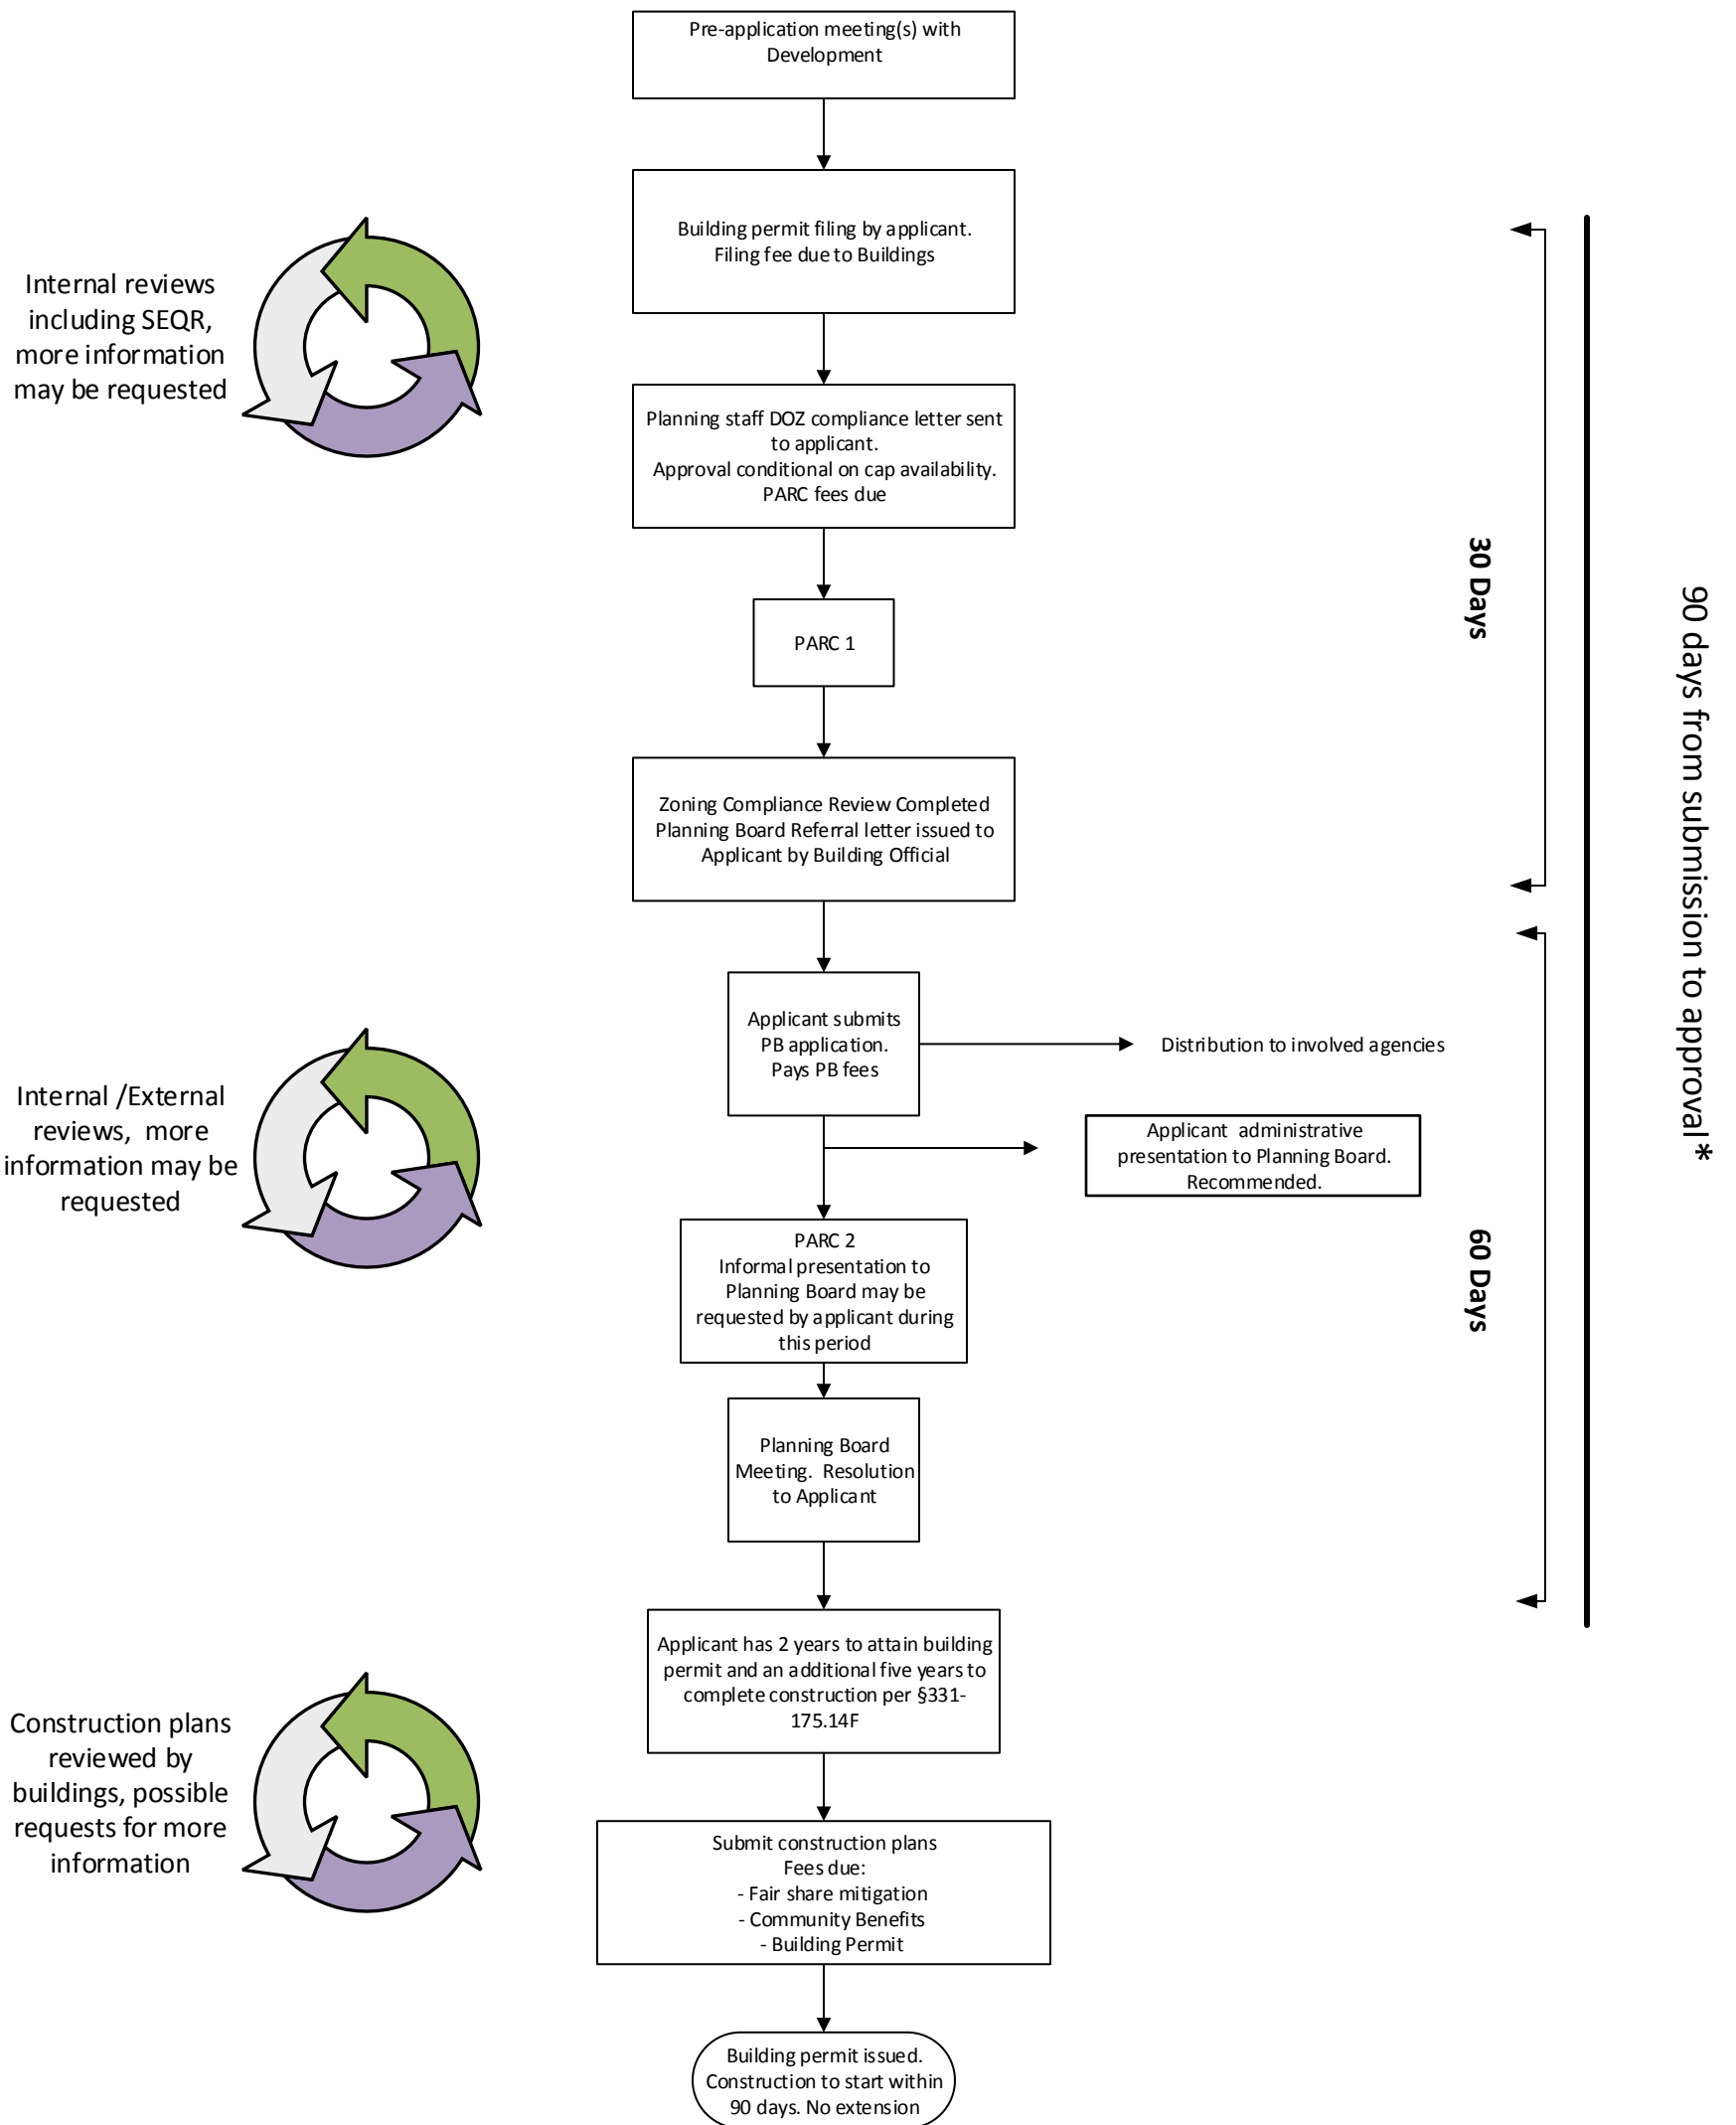 Pre-application meeting(s) with
Development
Building permit filing by applicant.
Filing fee due to Buildings
Internal reviews
including SEQR,
more information
may be requested
Planning staff DOZ compliance letter sent
to applicant.
Approval conditional on cap availability.
PARC fees due
30 Days
90 days from submission to approval*
PARC 1
Zoning Compliance Review Completed
Planning Board Referral letter issued to
Applicant by Building Official
Applicant submits
PB application.
Pays PB fees
Distribution to involved agencies
Internal /External
reviews, more
information may be
requested
Applicant administrative
presentation to Planning Board.
Recommended.
PARC 2
Informal presentation to
Planning Board may be
requested by applicant during
this period
60 Days
Planning Board
Meeting. Resolution
to Applicant
Applicant has 2 years to attain building
permit and an additional five years to
complete construction per §331-
175.14F
Construction plans
reviewed by
buildings, possible
requests for more
information
Submit construction plans
Fees due:
- Fair share mitigation
- Community Benefits
- Building Permit
Building permit issued.
Construction to start within
90 days. No extension